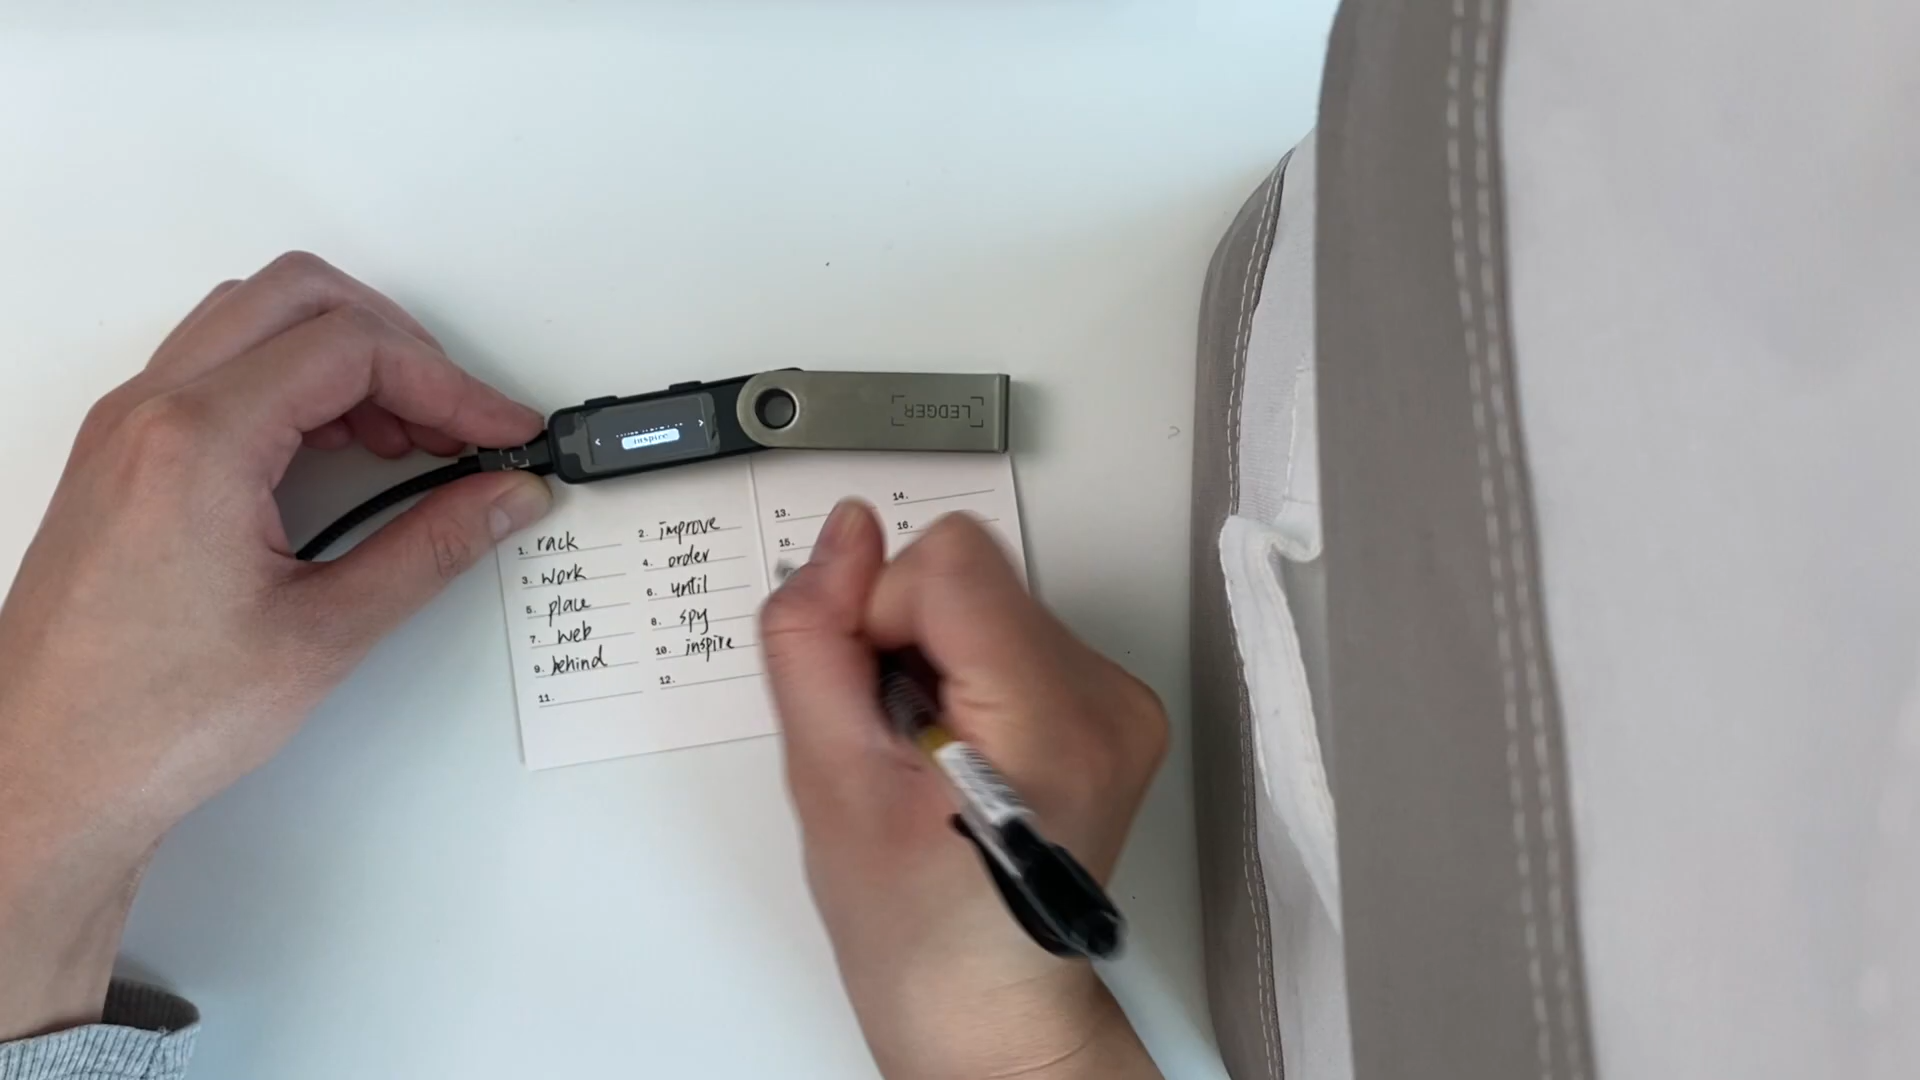 LEDGER
inspire
1. rack
2. improve
3. work
4. order
5. place
6. until
7. web
8. spy
9. behind
10. inspire
11.
12.
13.
14.
15.
16.